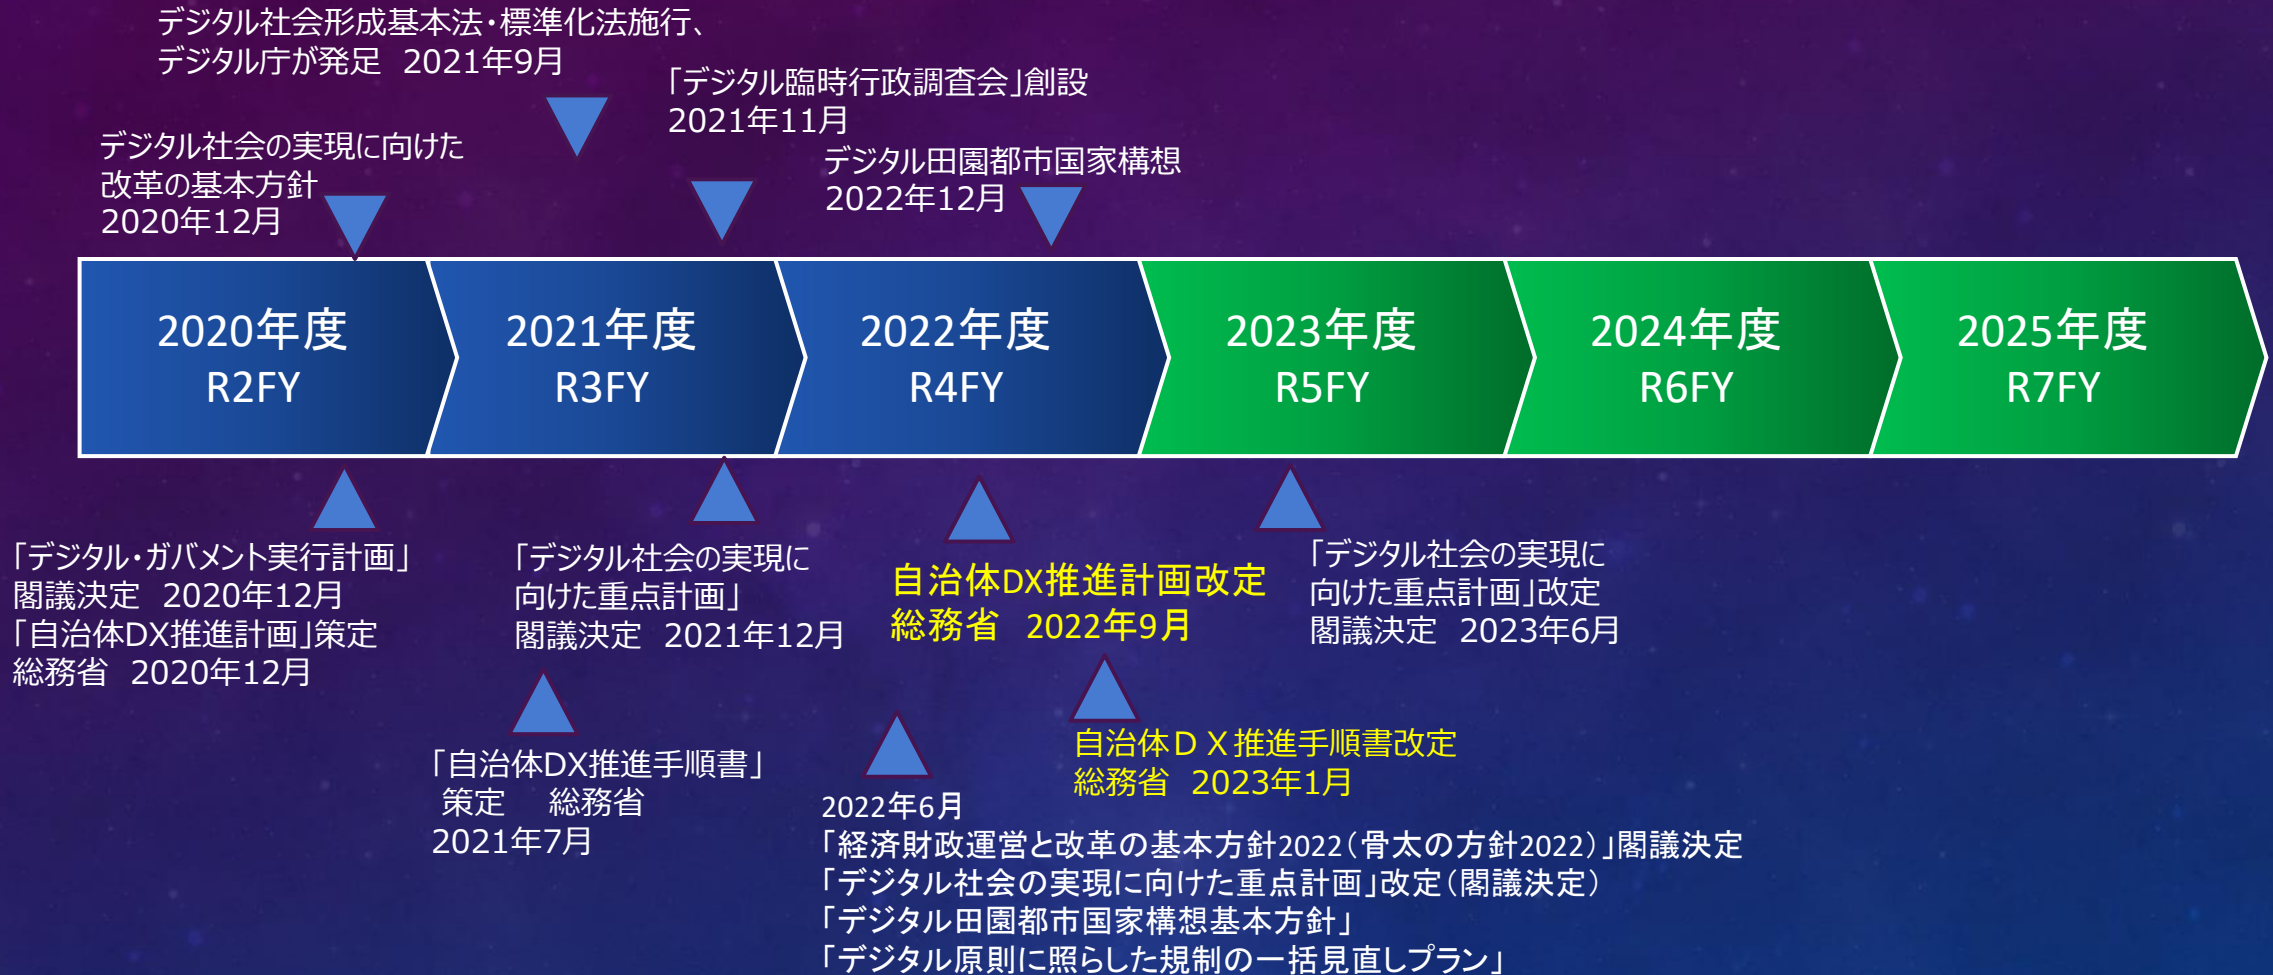 デジタル社会形成基本法・標準化法施行、
デジタル庁が発足　2021年9月
「デジタル臨時行政調査会」創設
2021年11月
デジタル社会の実現に向けた
改革の基本方針
2020年12月
デジタル田園都市国家構想
2022年12月
2020年度
R2FY
2021年度
R3FY
2022年度
R4FY
2023年度
R5FY
2024年度
R6FY
2025年度
R7FY
「デジタル・ガバメント実行計画」
閣議決定　2020年12月
「自治体DX推進計画」策定
総務省　2020年12月
「デジタル社会の実現に
向けた重点計画」
閣議決定　2021年12月
自治体DX推進計画改定
総務省　2022年9月
「デジタル社会の実現に
向けた重点計画」改定
閣議決定　2023年6月
「自治体DX推進手順書」
策定　総務省
2021年7月
自治体ＤＸ推進手順書改定
総務省　2023年1月
2022年6月
「経済財政運営と改革の基本方針2022（骨太の方針2022）」閣議決定
「デジタル社会の実現に向けた重点計画」改定（閣議決定）
「デジタル田園都市国家構想基本方針」
「デジタル原則に照らした規制の一括見直しプラン」